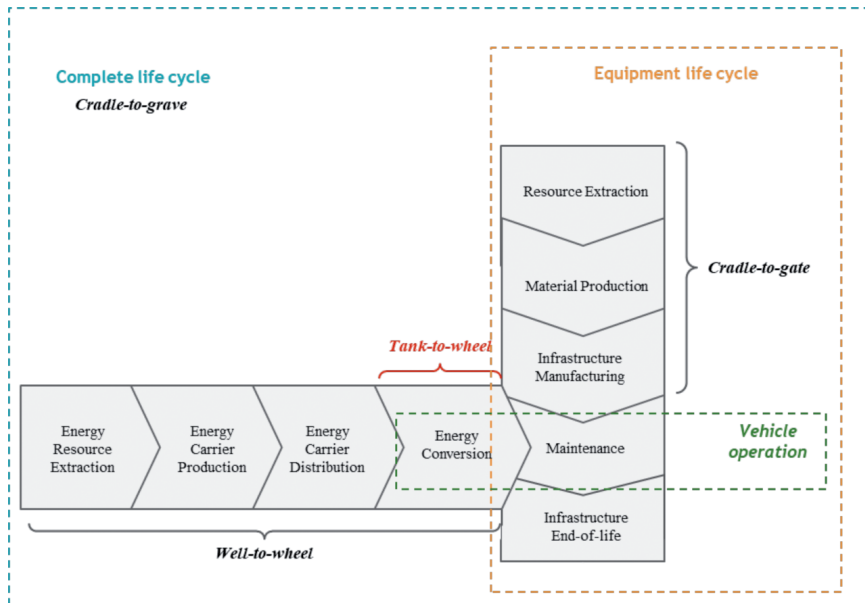 Complete life cycle
Cradle-to-grave
Equipment life cycle
Resource Extraction
Material Production
Cradle-to-gate
Tank-to-wheel
Infrastructure
Manufacturing
Energy
Resource
Extraction
Energy
Carrier
Production
Energy
Carrier
Distribution
Energy
Conversion
Maintenance
Vehicle
operation
Infrastructure
End-of-life
Well-to-wheel